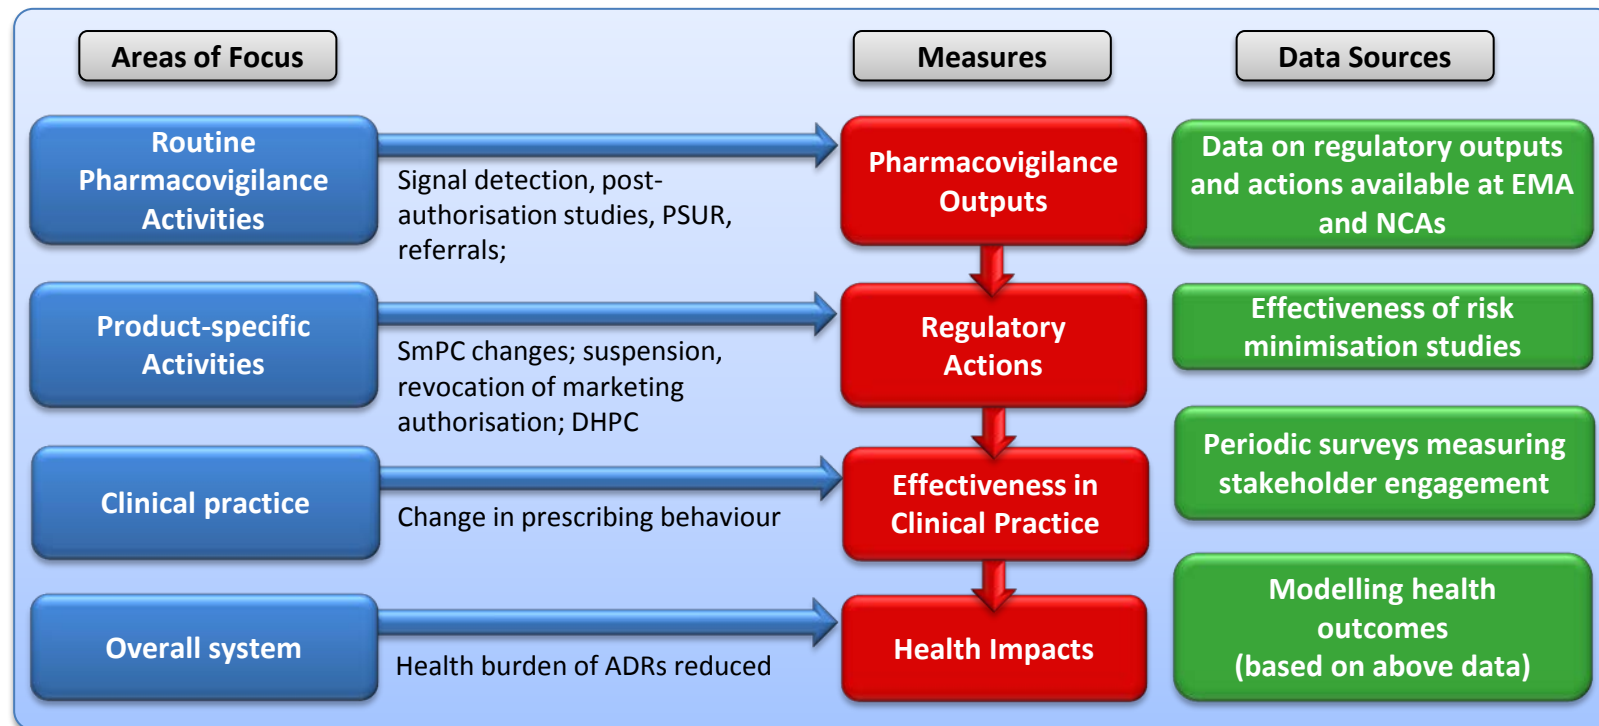 Areas of Focus
Measures
Data Sources
Routine
Pharmacovigilance
Activities
Signal detection, post-
authorisation studies, PSUR,
referrals;
Pharmacovigilance
Outputs
Data on regulatory outputs
and actions available at EMA
and NCAs
Product-specific
Activities
SmPC changes; suspension,
revocation of marketing
authorisation; DHPC
Regulatory
Actions
Effectiveness of risk
minimisation studies
Clinical practice
Change in prescribing behaviour
Effectiveness in
Clinical Practice
Periodic surveys measuring
stakeholder engagement
Overall system
Health burden of ADRs reduced
Health Impacts
Modelling health
outcomes
(based on above data)